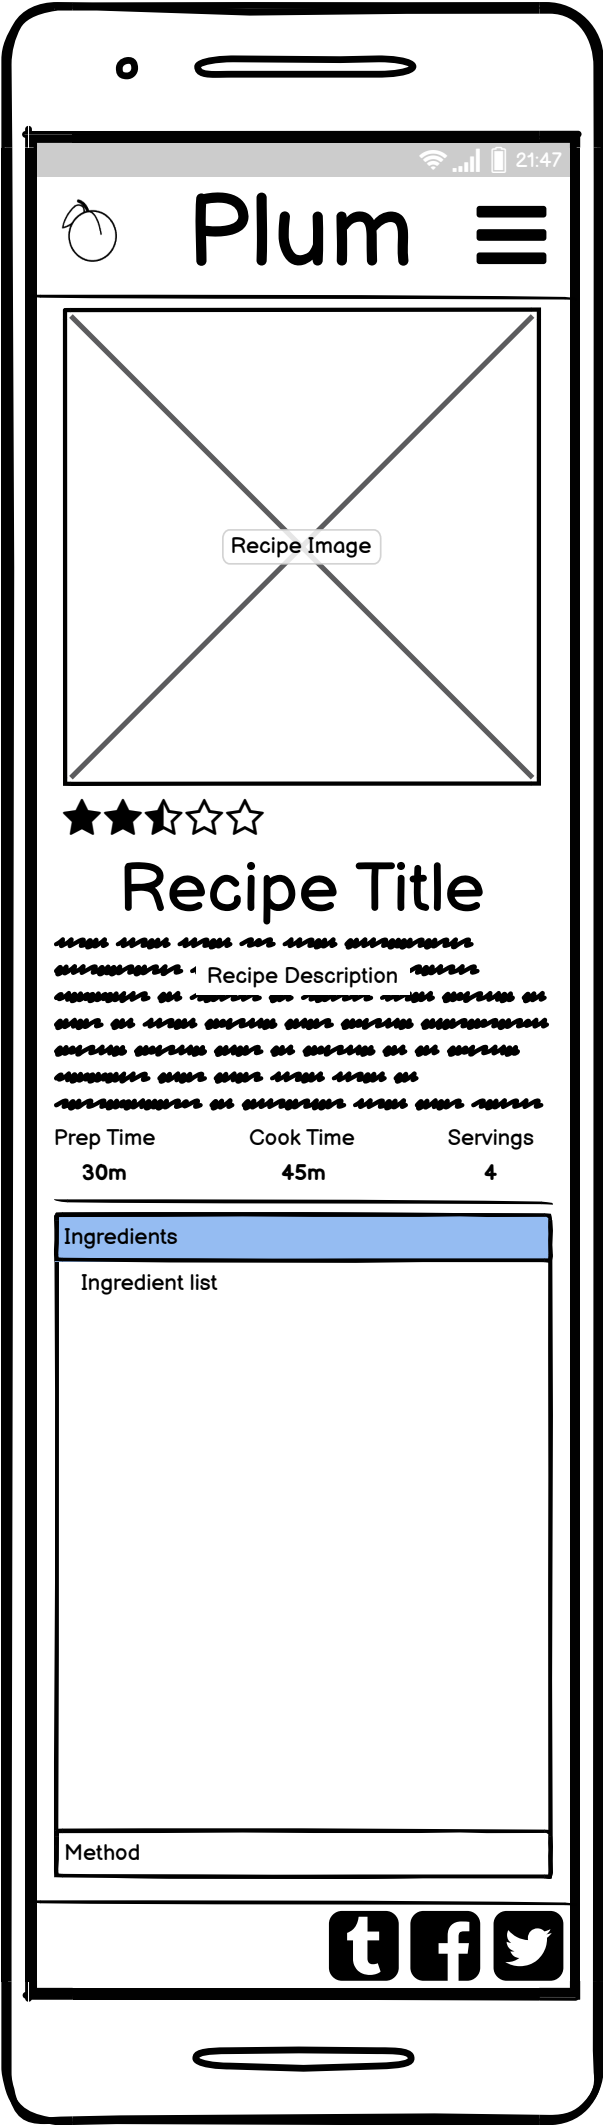 21:47
Plum
Recipe Image
Recipe Title
Recipe Description
Prep Time Cook Time Servings
30m 45m 4
Ingredients
Ingredient list
Method